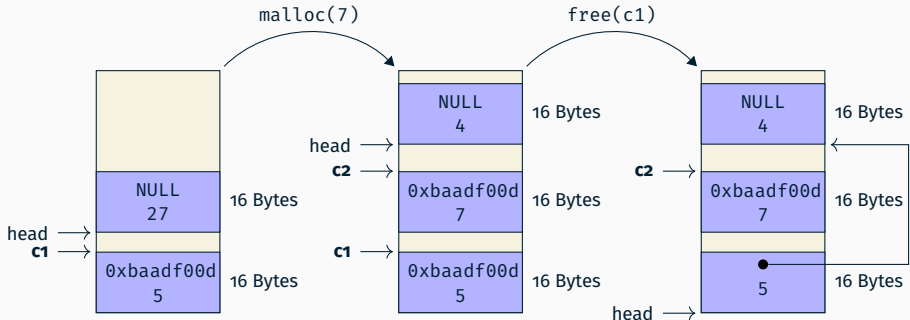 malloc(7)
free(c1)
NULL
27
16 Bytes
head
c1
0xbaadf00d
5
16 Bytes
NULL
4
16 Bytes
head
c2
0xbaadf00d
7
16 Bytes
c1
0xbaadf00d
5
16 Bytes
NULL
4
16 Bytes
c2
0xbaadf00d
7
16 Bytes
5
16 Bytes
head